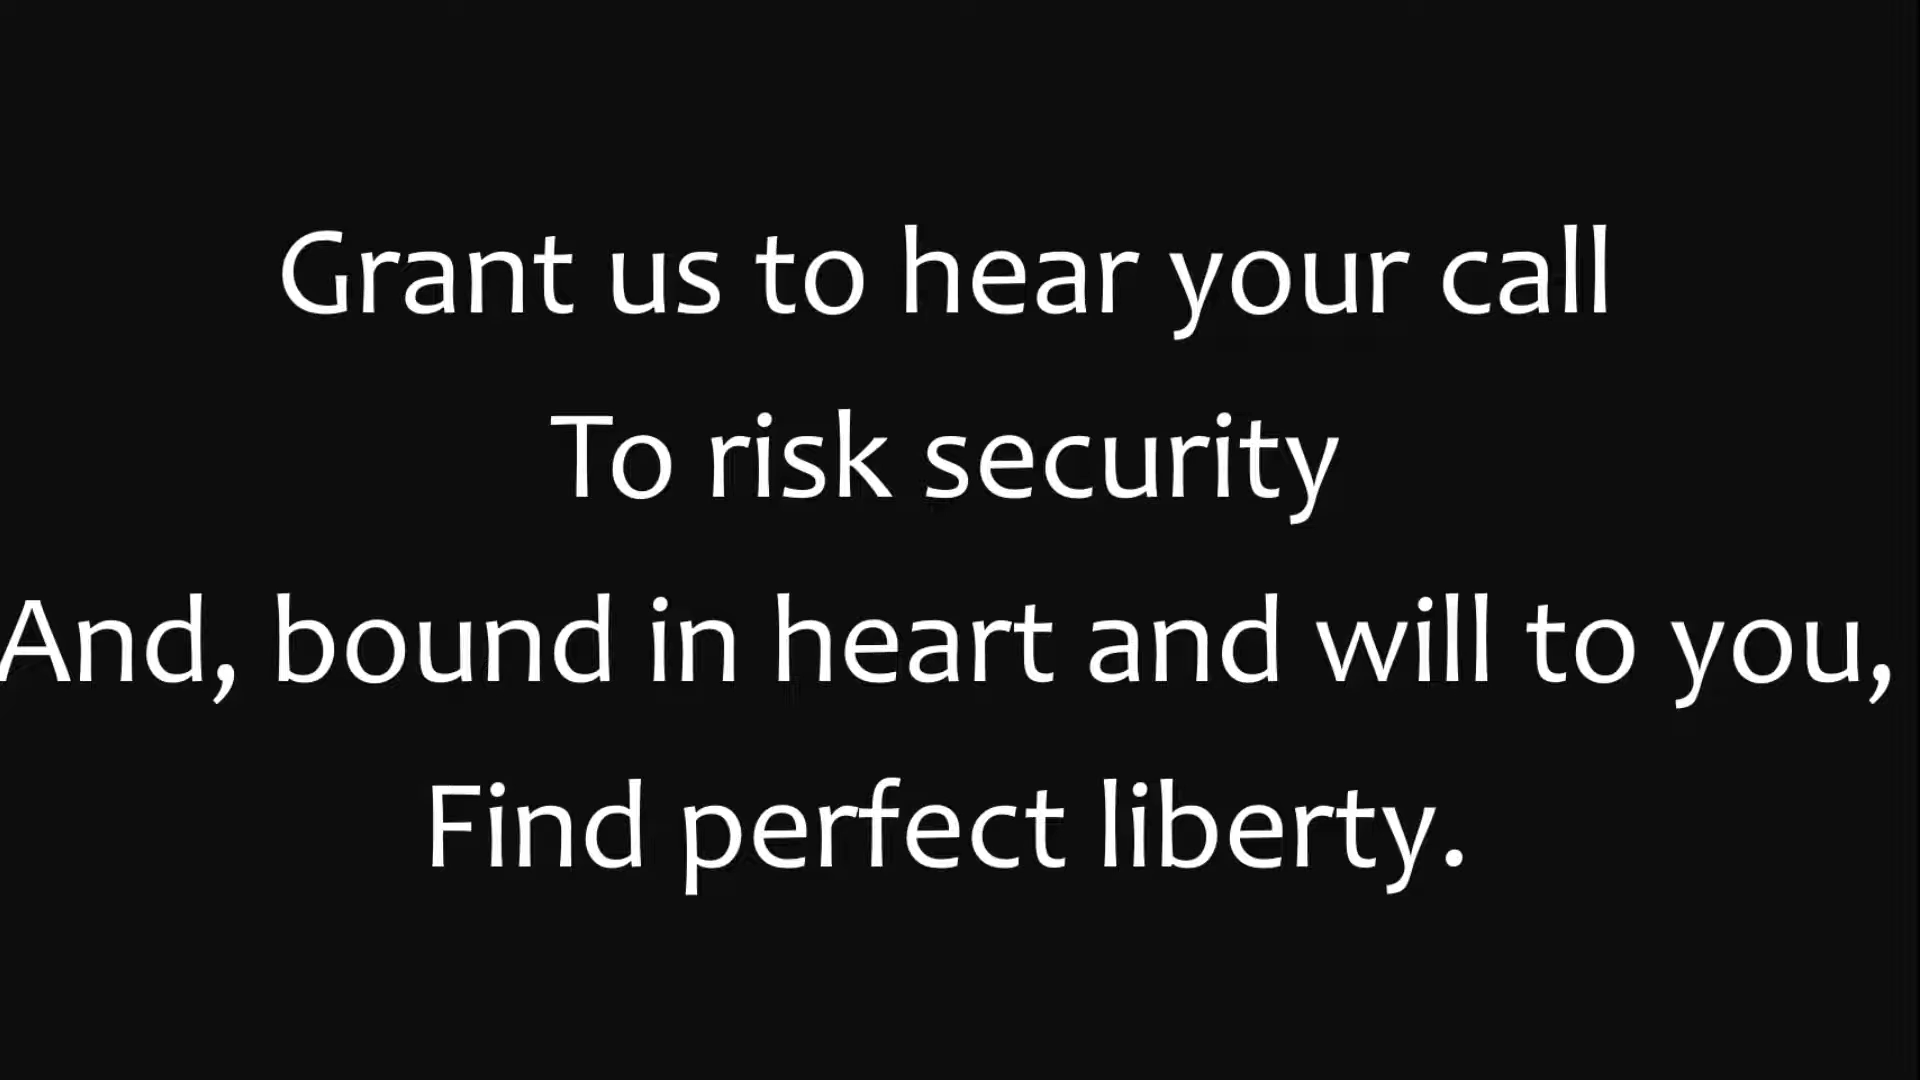 Grant us to hear your call
To risk security
And, bound in heart and will to you,
Find perfect liberty.